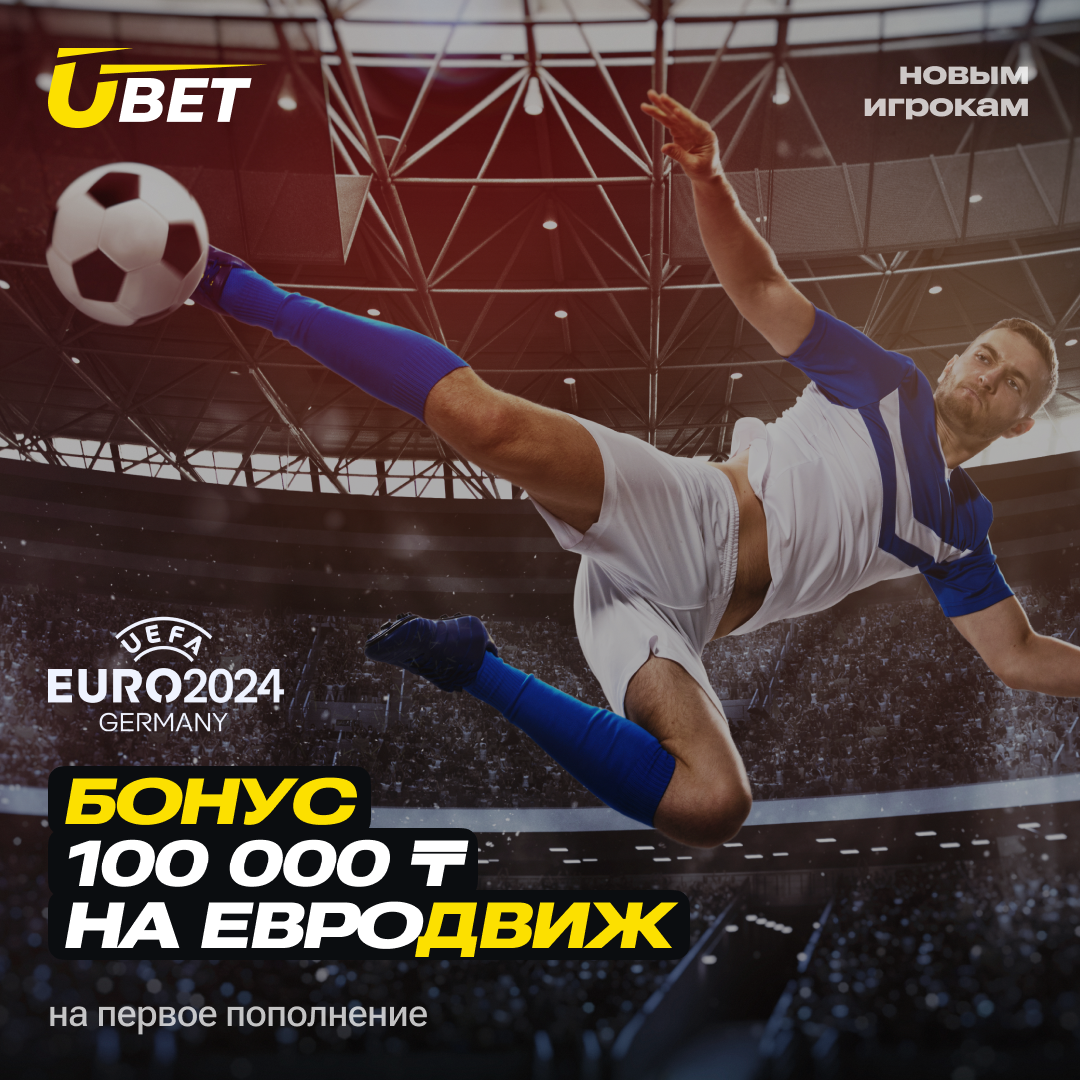 UBET
НОВЫМ
ИГРОКАМ
UEFA
EURO2024
GERMANY
БОНУС
100 000 ₸
НА ЕВРОДВИЖ
на первое пополнение